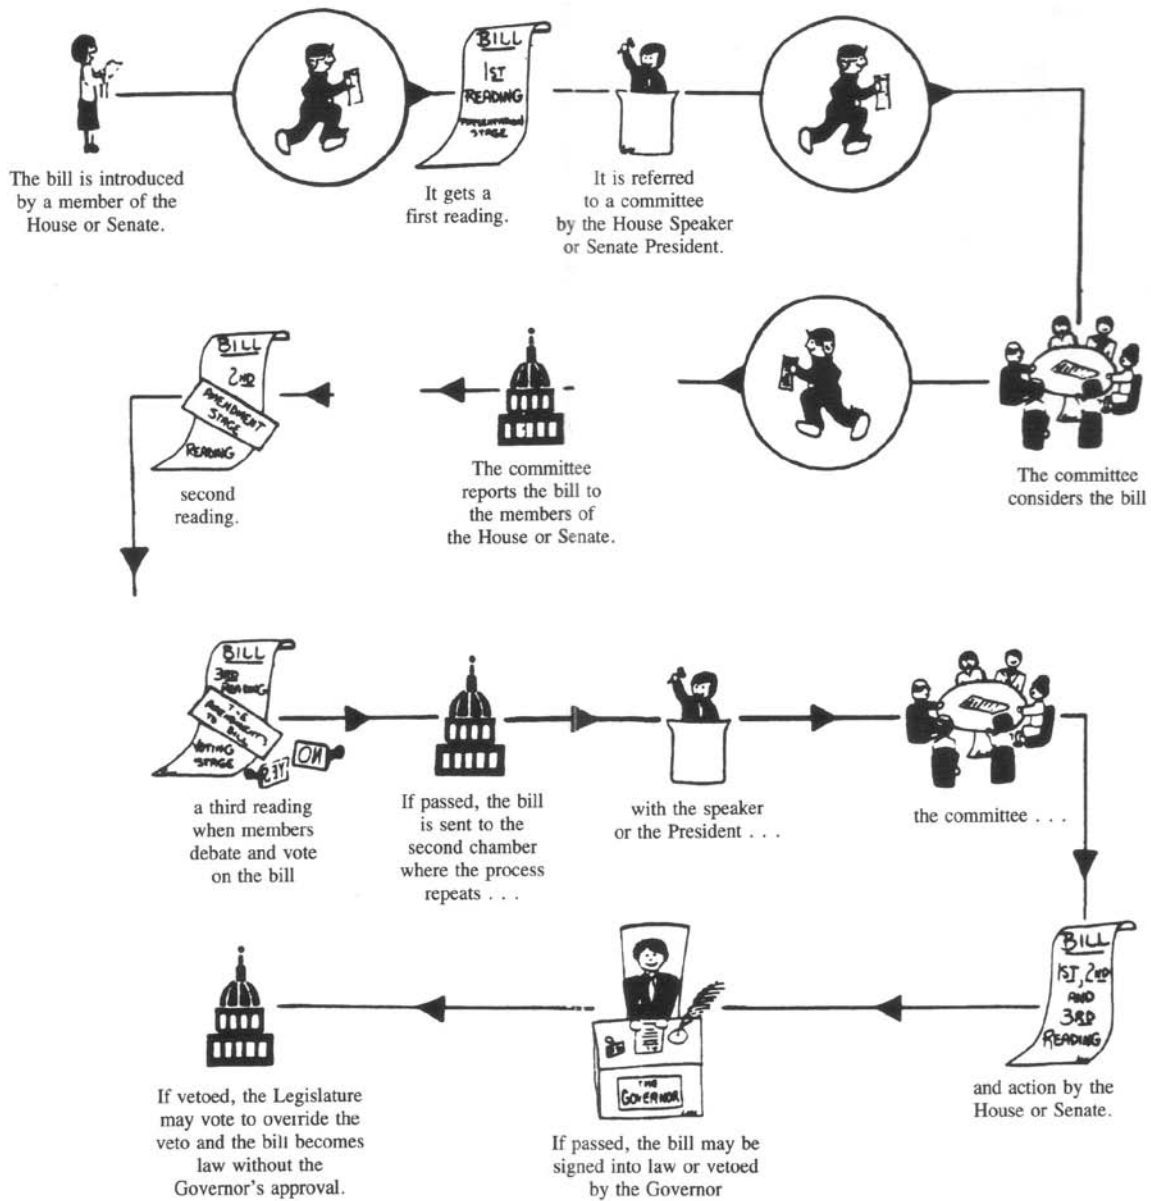 BILL
1ST
READING
PRESENTATION
STAGE
The bill is introduced
by a member of the
House or Senate.
It gets a
first reading.
It is referred
to a committee
by the House Speaker
or Senate President.
BILL
2ND
AMENDMENT
STAGE
READING
second
reading.
The committee
reports the bill to
the members of
the House or Senate.
The committee
considers the bill
BILL
3RD
READING
AMENDMENTS
TO BILL
VOTING
STAGE
YES
NO
a third reading
when members
debate and vote
on the bill
If passed, the bill
is sent to the
second chamber
where the process
repeats . . .
with the speaker
or the President . . .
the committee . . .
BILL
1ST, 2ND
AND
3RD
READING
and action by the
House or Senate.
THE
GOVERNOR
If passed, the bill may be
signed into law or vetoed
by the Governor
If vetoed, the Legislature
may vote to override the
veto and the bill becomes
law without the
Governor's approval.